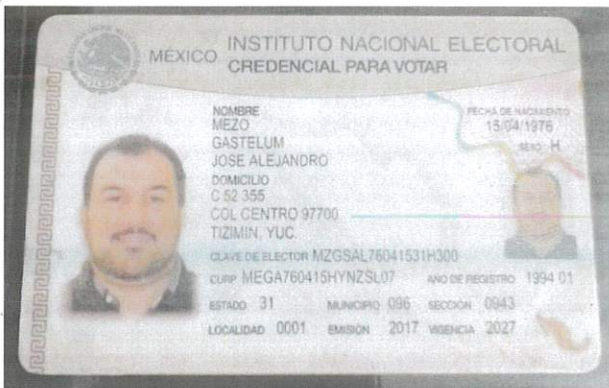 MÉXICO
INSTITUTO NACIONAL ELECTORAL
CREDENCIAL PARA VOTAR
NOMBRE
MEZO
GASTELUM
JOSE ALEJANDRO
FECHA DE NACIMIENTO
15/04/1976
SEXO H
DOMICILIO
C 52 355
COL CENTRO 97700
TIZIMIN, YUC.
CLAVE DE ELECTOR MZGSAL76041531H300
CURP MEGA760415HYNZSL07 AÑO DE REGISTRO 1994 01
ESTADO 31 MUNICIPIO 096 SECCIÓN 0943
LOCALIDAD 0001 EMISIÓN 2017 VIGENCIA 2027